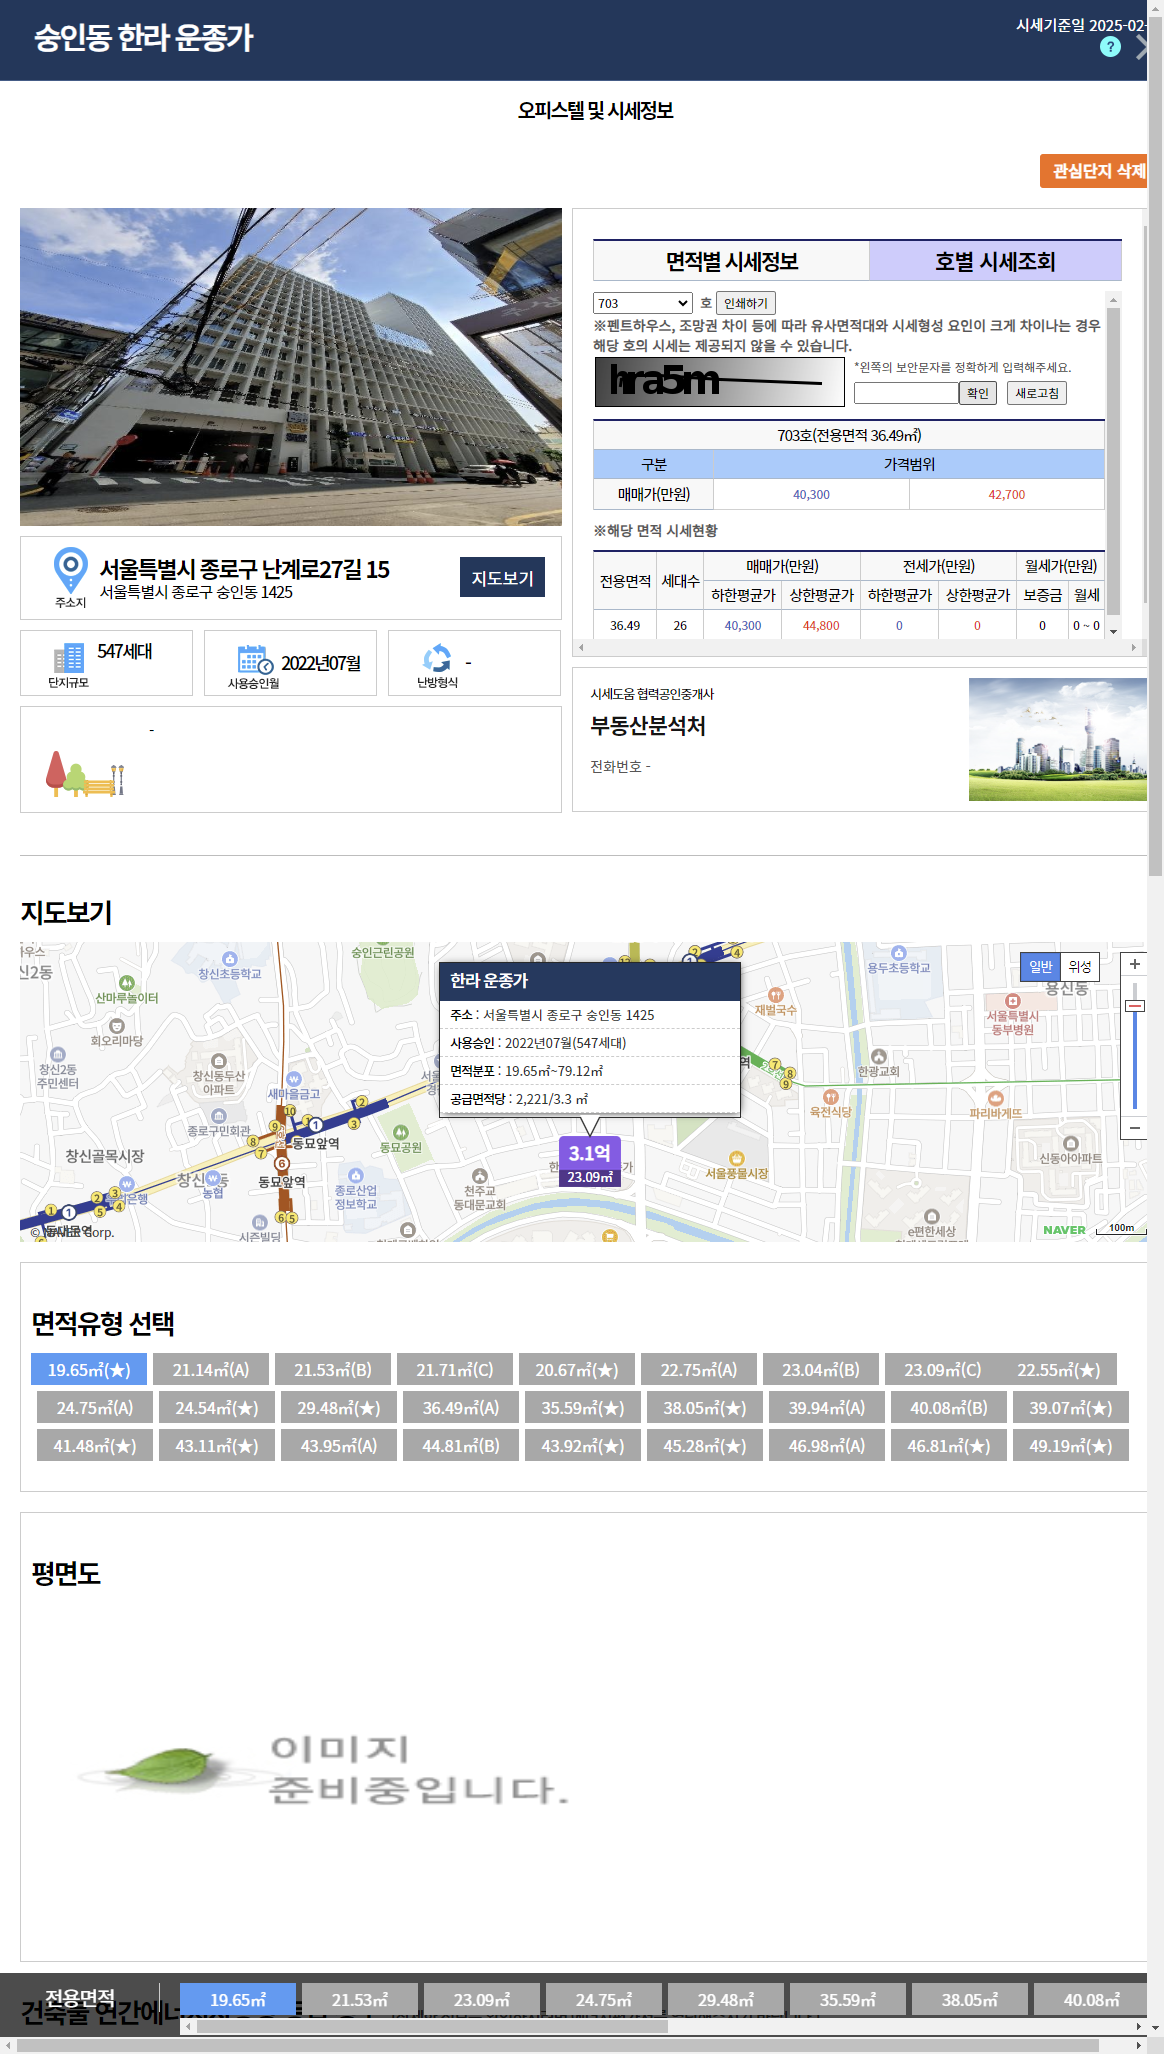 숭인동 한라 운종가
시세기준일 2025-02-
?
오피스텔 및 시세정보
관심단지 삭제
면적별 시세정보 호별 시세조회
703 호 인쇄하기
※펜트하우스, 조망권 차이 등에 따라 유사면적대와 시세형성 요인이 크게 차이나는 경우
해당 호의 시세는 제공되지 않을 수 있습니다.
hra5m
*왼쪽의 보안문자를 정확하게 입력해주세요.
확인 새로고침
703호(전용면적 36.49㎡)
구분 가격범위
매매가(만원) 40,300 42,700
※해당 면적 시세현황
전용면적 세대수 매매가(만원) 전세가(만원) 월세가(만원)
하한평균가 상한평균가 하한평균가 상한평균가 보증금 월세
36.49 26 40,300 44,800 0 0 0 0 ~ 0
주소지
서울특별시 종로구 난계로27길 15
서울특별시 종로구 숭인동 1425
지도보기
단지규모 547세대
사용승인월 2022년07월
난방형식 -
-
시세도움 협력공인중개사
부동산분석처
전화번호 -
지도보기
숭인근린공원
창신초등학교
산마루놀이터
회오리마당
창신2동
주민센터
창신동두산
아파트
새마을금고
종로구민회관
창신골목시장
농협
동묘앞역
동묘앞역
동묘공원
종로산업
정보학교
천주교
동대문교회
시즌빌딩
© NAVER Corp.
한라 운종가
주소 : 서울특별시 종로구 숭인동 1425
사용승인 : 2022년07월(547세대)
면적분포 : 19.65㎡~79.12㎡
공급면적당 : 2,221/3.3 ㎡
3.1억
23.09㎡
재벌국수
용두초등학교
일반 위성
용신동
서울특별시
동부병원
한광교회
육전식당
파리바게뜨
서울풍물시장
신동아아파트
e편한세상
NAVER
100m
면적유형 선택
19.65㎡(★) 21.14㎡(A) 21.53㎡(B) 21.71㎡(C) 20.67㎡(★) 22.75㎡(A) 23.04㎡(B) 23.09㎡(C) 22.55㎡(★)
24.75㎡(A) 24.54㎡(★) 29.48㎡(★) 36.49㎡(A) 35.59㎡(★) 38.05㎡(★) 39.94㎡(A) 40.08㎡(B) 39.07㎡(★)
41.48㎡(★) 43.11㎡(★) 43.95㎡(A) 44.81㎡(B) 43.92㎡(★) 45.28㎡(★) 46.98㎡(A) 46.81㎡(★) 49.19㎡(★)
평면도
이미지
준비중입니다.
전용면적 19.65㎡ 21.53㎡ 23.09㎡ 24.75㎡ 29.48㎡ 35.59㎡ 38.05㎡ 40.08㎡
건축물 연간에너